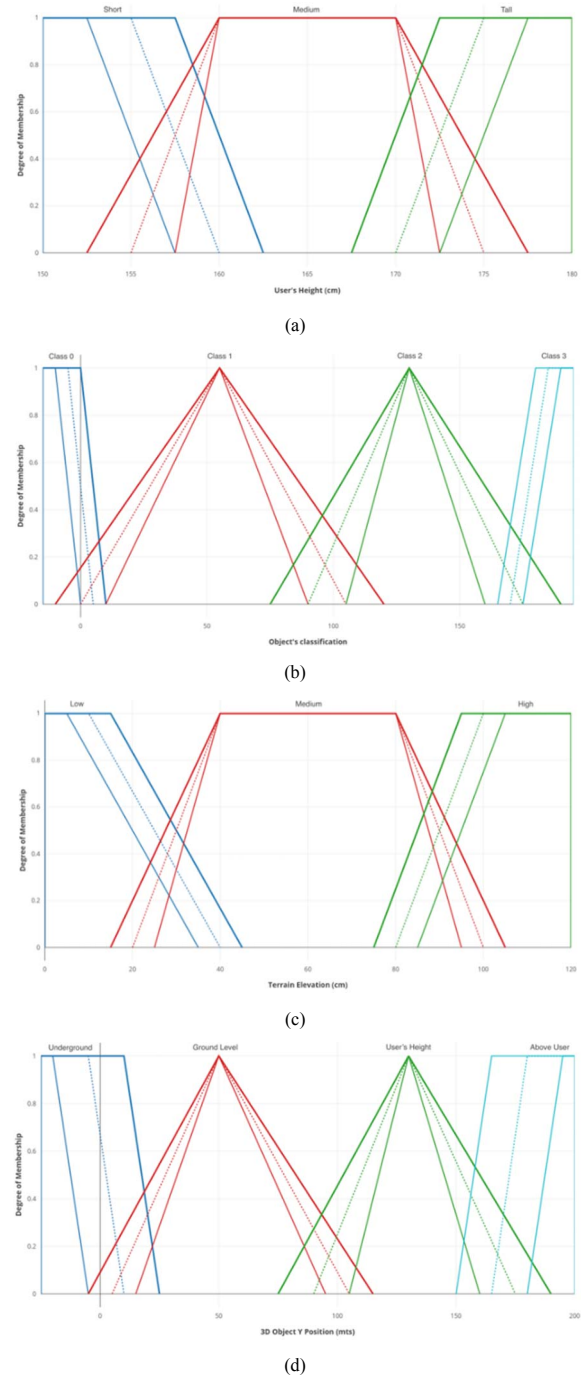 Short Medium Tall
1
0.8
0.6
0.4
0.2
0
Degree of Membership
150 155 160 165 170 175 180
User's Height (cm)
(a)
Class 0 Class 1 Class 2 Class 3
1
0.8
0.6
0.4
0.2
0
Degree of Membership
0 50 100 150
Object's classification
(b)
Low Medium High
1
0.8
0.6
0.4
0.2
0
Degree of Membership
0 20 40 60 80 100 120
Terrain Elevation (cm)
(c)
Underground Ground Level User's Height Above User
1
0.8
0.6
0.4
0.2
0
Degree of Membership
0 50 100 150 200
3D Object Y Position (mts)
(d)